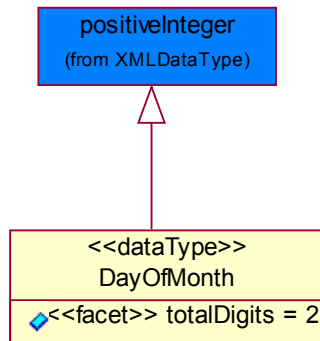 positiveInteger
(from XMLDataType)
<<dataType>>
DayOfMonth
<<facet>> totalDigits = 2